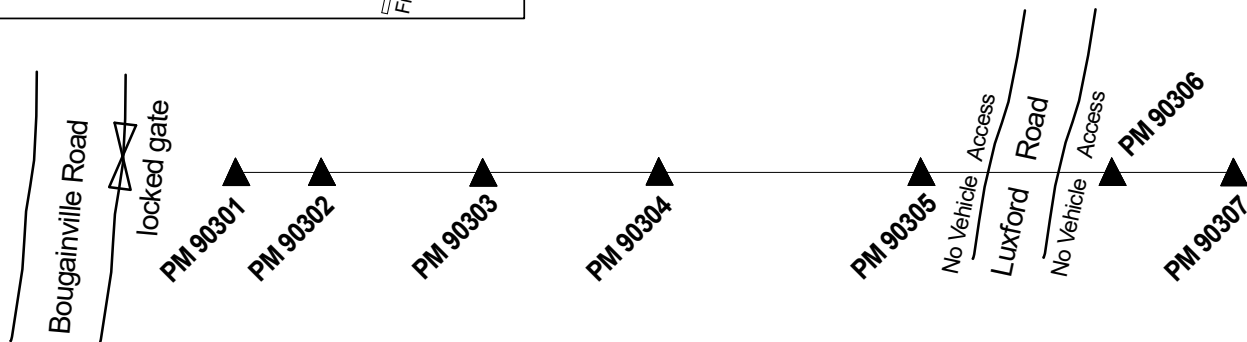 Bougainville Road
locked gate
PM 90301
PM 90302
PM 90303
PM 90304
PM 90305
No Vehicle Access
Luxford Road
No Vehicle Access
PM 90306
PM 90307